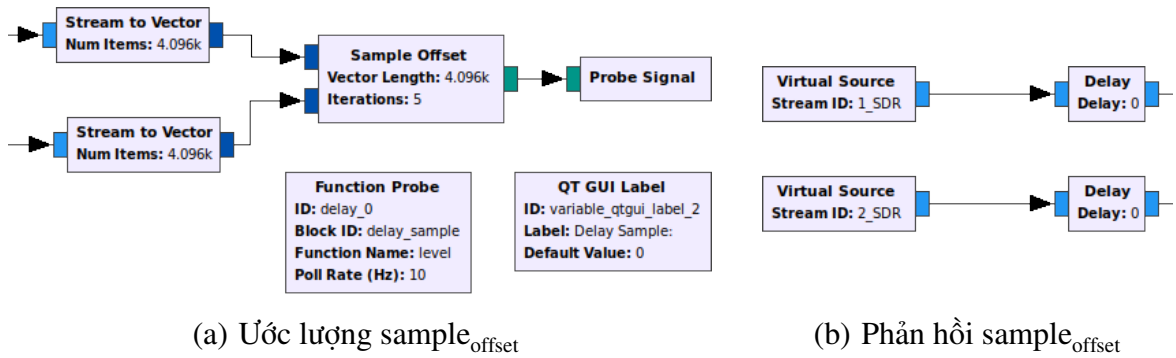 Stream to Vector
Num Items: 4.096k
Stream to Vector
Num Items: 4.096k
Sample Offset
Vector Length: 4.096k
Iterations: 5
Probe Signal
Function Probe
ID: delay_0
Block ID: delay_sample
Function Name: level
Poll Rate (Hz): 10
QT GUI Label
ID: variable_qtgui_label_2
Label: Delay Sample:
Default Value: 0
(a) Ước lượng sample_offset
Virtual Source
Stream ID: 1_SDR
Delay
Delay: 0
Virtual Source
Stream ID: 2_SDR
Delay
Delay: 0
(b) Phản hồi sample_offset